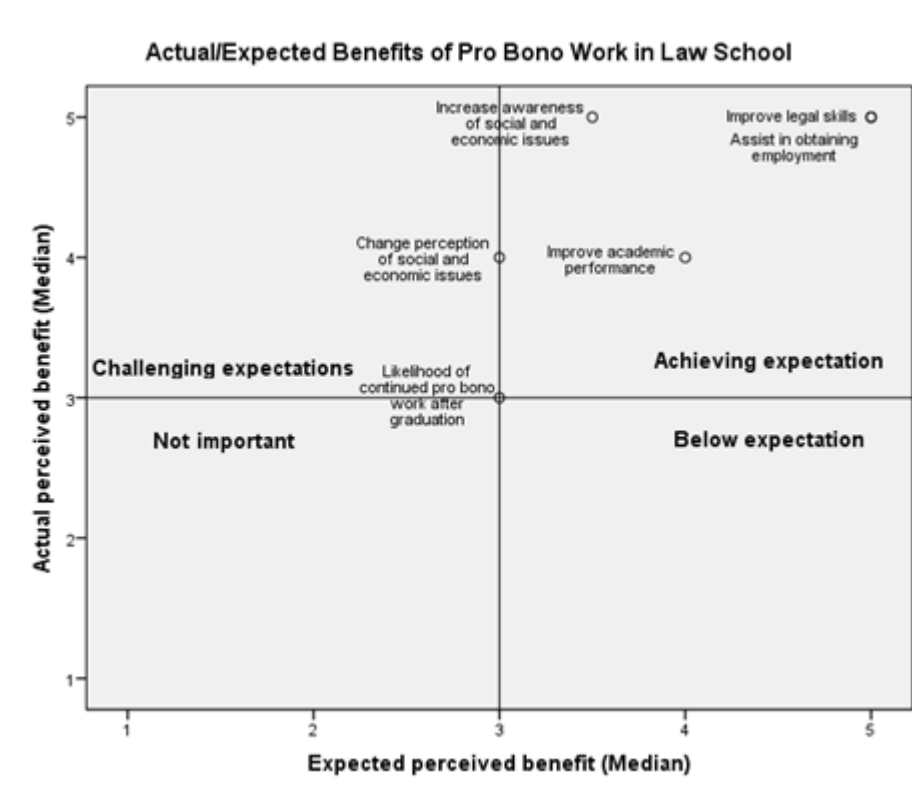 Actual/Expected Benefits of Pro Bono Work in Law School
Actual perceived benefit (Median)
5
4
3
2
1
Increase awareness
of social and
economic issues
Improve legal skills
Assist in obtaining
employment
Change perception
of social and
economic issues
Improve academic
performance
Challenging expectations
Achieving expectation
Likelihood of
continued pro bono
work after
graduation
Not important
Below expectation
1
2
3
4
5
Expected perceived benefit (Median)